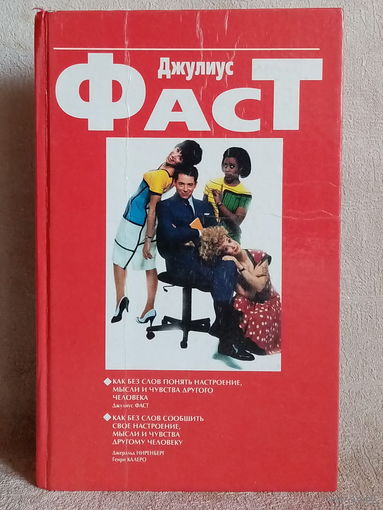 Джулиус
ФАСТ
КАК БЕЗ СЛОВ ПОНЯТЬ НАСТРОЕНИЕ,
МЫСЛИ И ЧУВСТВА ДРУГОГО
ЧЕЛОВЕКА
Джулиус ФАСТ
КАК БЕЗ СЛОВ СООБЩИТЬ
СВОЕ НАСТРОЕНИЕ,
МЫСЛИ И ЧУВСТВА
ДРУГОМУ ЧЕЛОВЕКУ
Джеральд НИРЕНБЕРГ
Генри КАЛЕРО